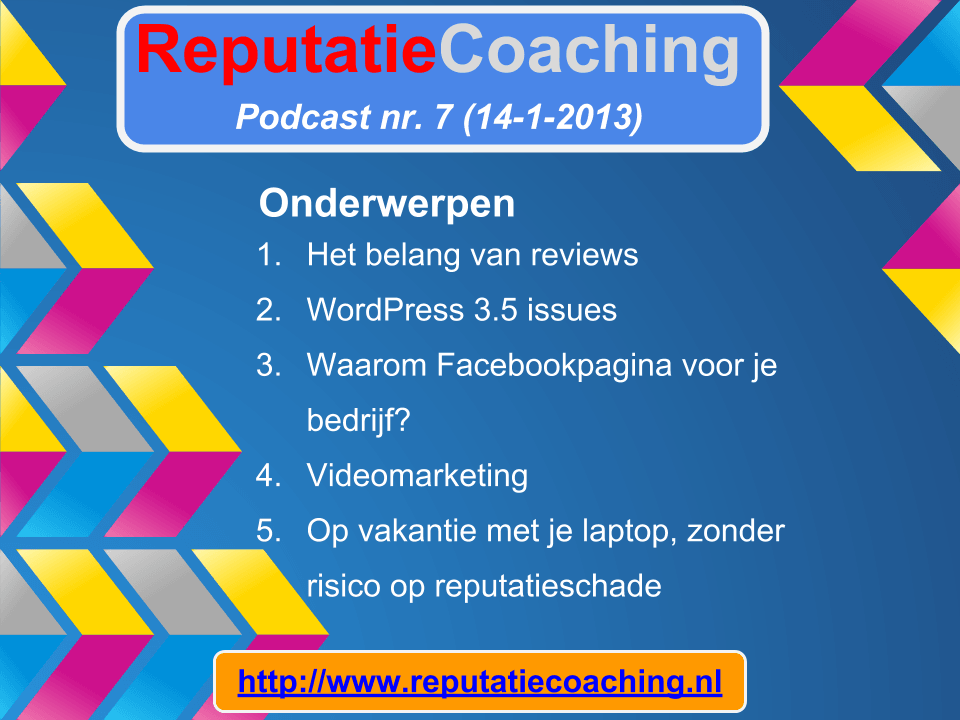 ReputatieCoaching
Podcast nr. 7 (14-1-2013)
Onderwerpen
1. Het belang van reviews
2. WordPress 3.5 issues
3. Waarom Facebookpagina voor je
bedrijf?
4. Videomarketing
5. Op vakantie met je laptop, zonder
risico op reputatieschade
http://www.reputatiecoaching.nl